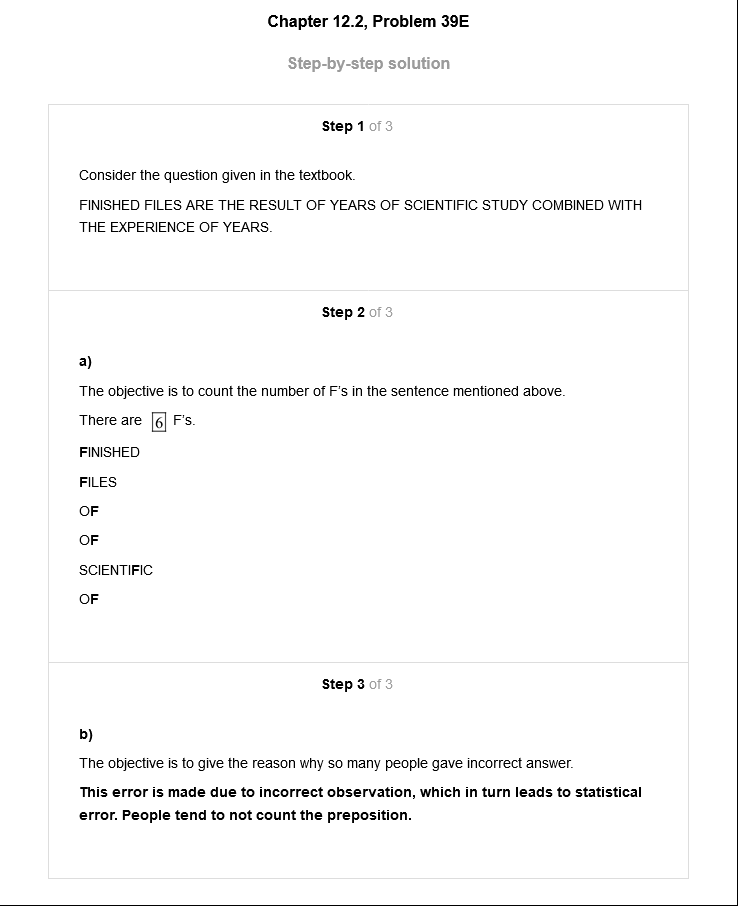 Chapter 12.2, Problem 39E
Step-by-step solution
Step 1 of 3
Consider the question given in the textbook.
FINISHED FILES ARE THE RESULT OF YEARS OF SCIENTIFIC STUDY COMBINED WITH
THE EXPERIENCE OF YEARS.
Step 2 of 3
a)
The objective is to count the number of F's in the sentence mentioned above.
There are 6 F's.
FINISHED
FILES
OF
OF
SCIENTIFIC
OF
Step 3 of 3
b)
The objective is to give the reason why so many people gave incorrect answer.
This error is made due to incorrect observation, which in turn leads to statistical
error. People tend to not count the preposition.